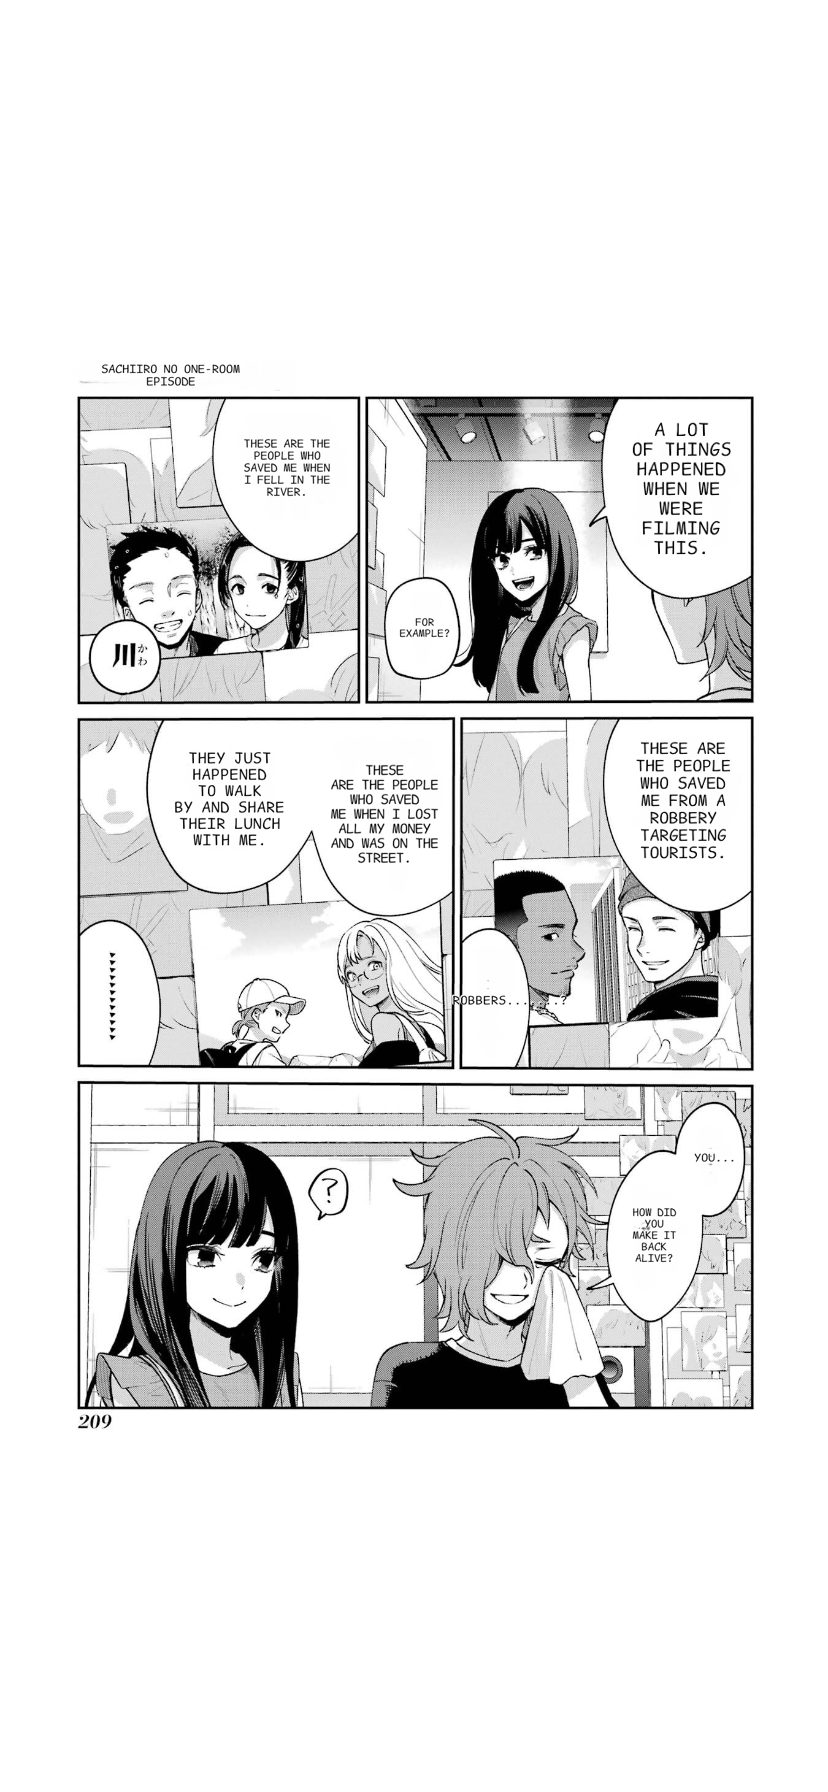 SACHIIRO NO ONE-ROOM
EPISODE
A LOT
OF THINGS
HAPPENED
WHEN WE
WERE
FILMING
THIS.
FOR
EXAMPLE?
THESE ARE THE
PEOPLE WHO
SAVED ME WHEN
I FELL IN THE
RIVER.
川
かわ
THESE ARE
THE PEOPLE
WHO SAVED
ME FROM A
ROBBERY
TARGETING
TOURISTS.
ROBBERS.......?
THESE
ARE THE PEOPLE
WHO SAVED
ME WHEN I LOST
ALL MY MONEY
AND WAS ON THE
STREET.
THEY JUST
HAPPENED
TO WALK
BY AND SHARE
THEIR LUNCH
WITH ME.
YOU...
HOW DID
YOU
MAKE IT
BACK
ALIVE?
?
209